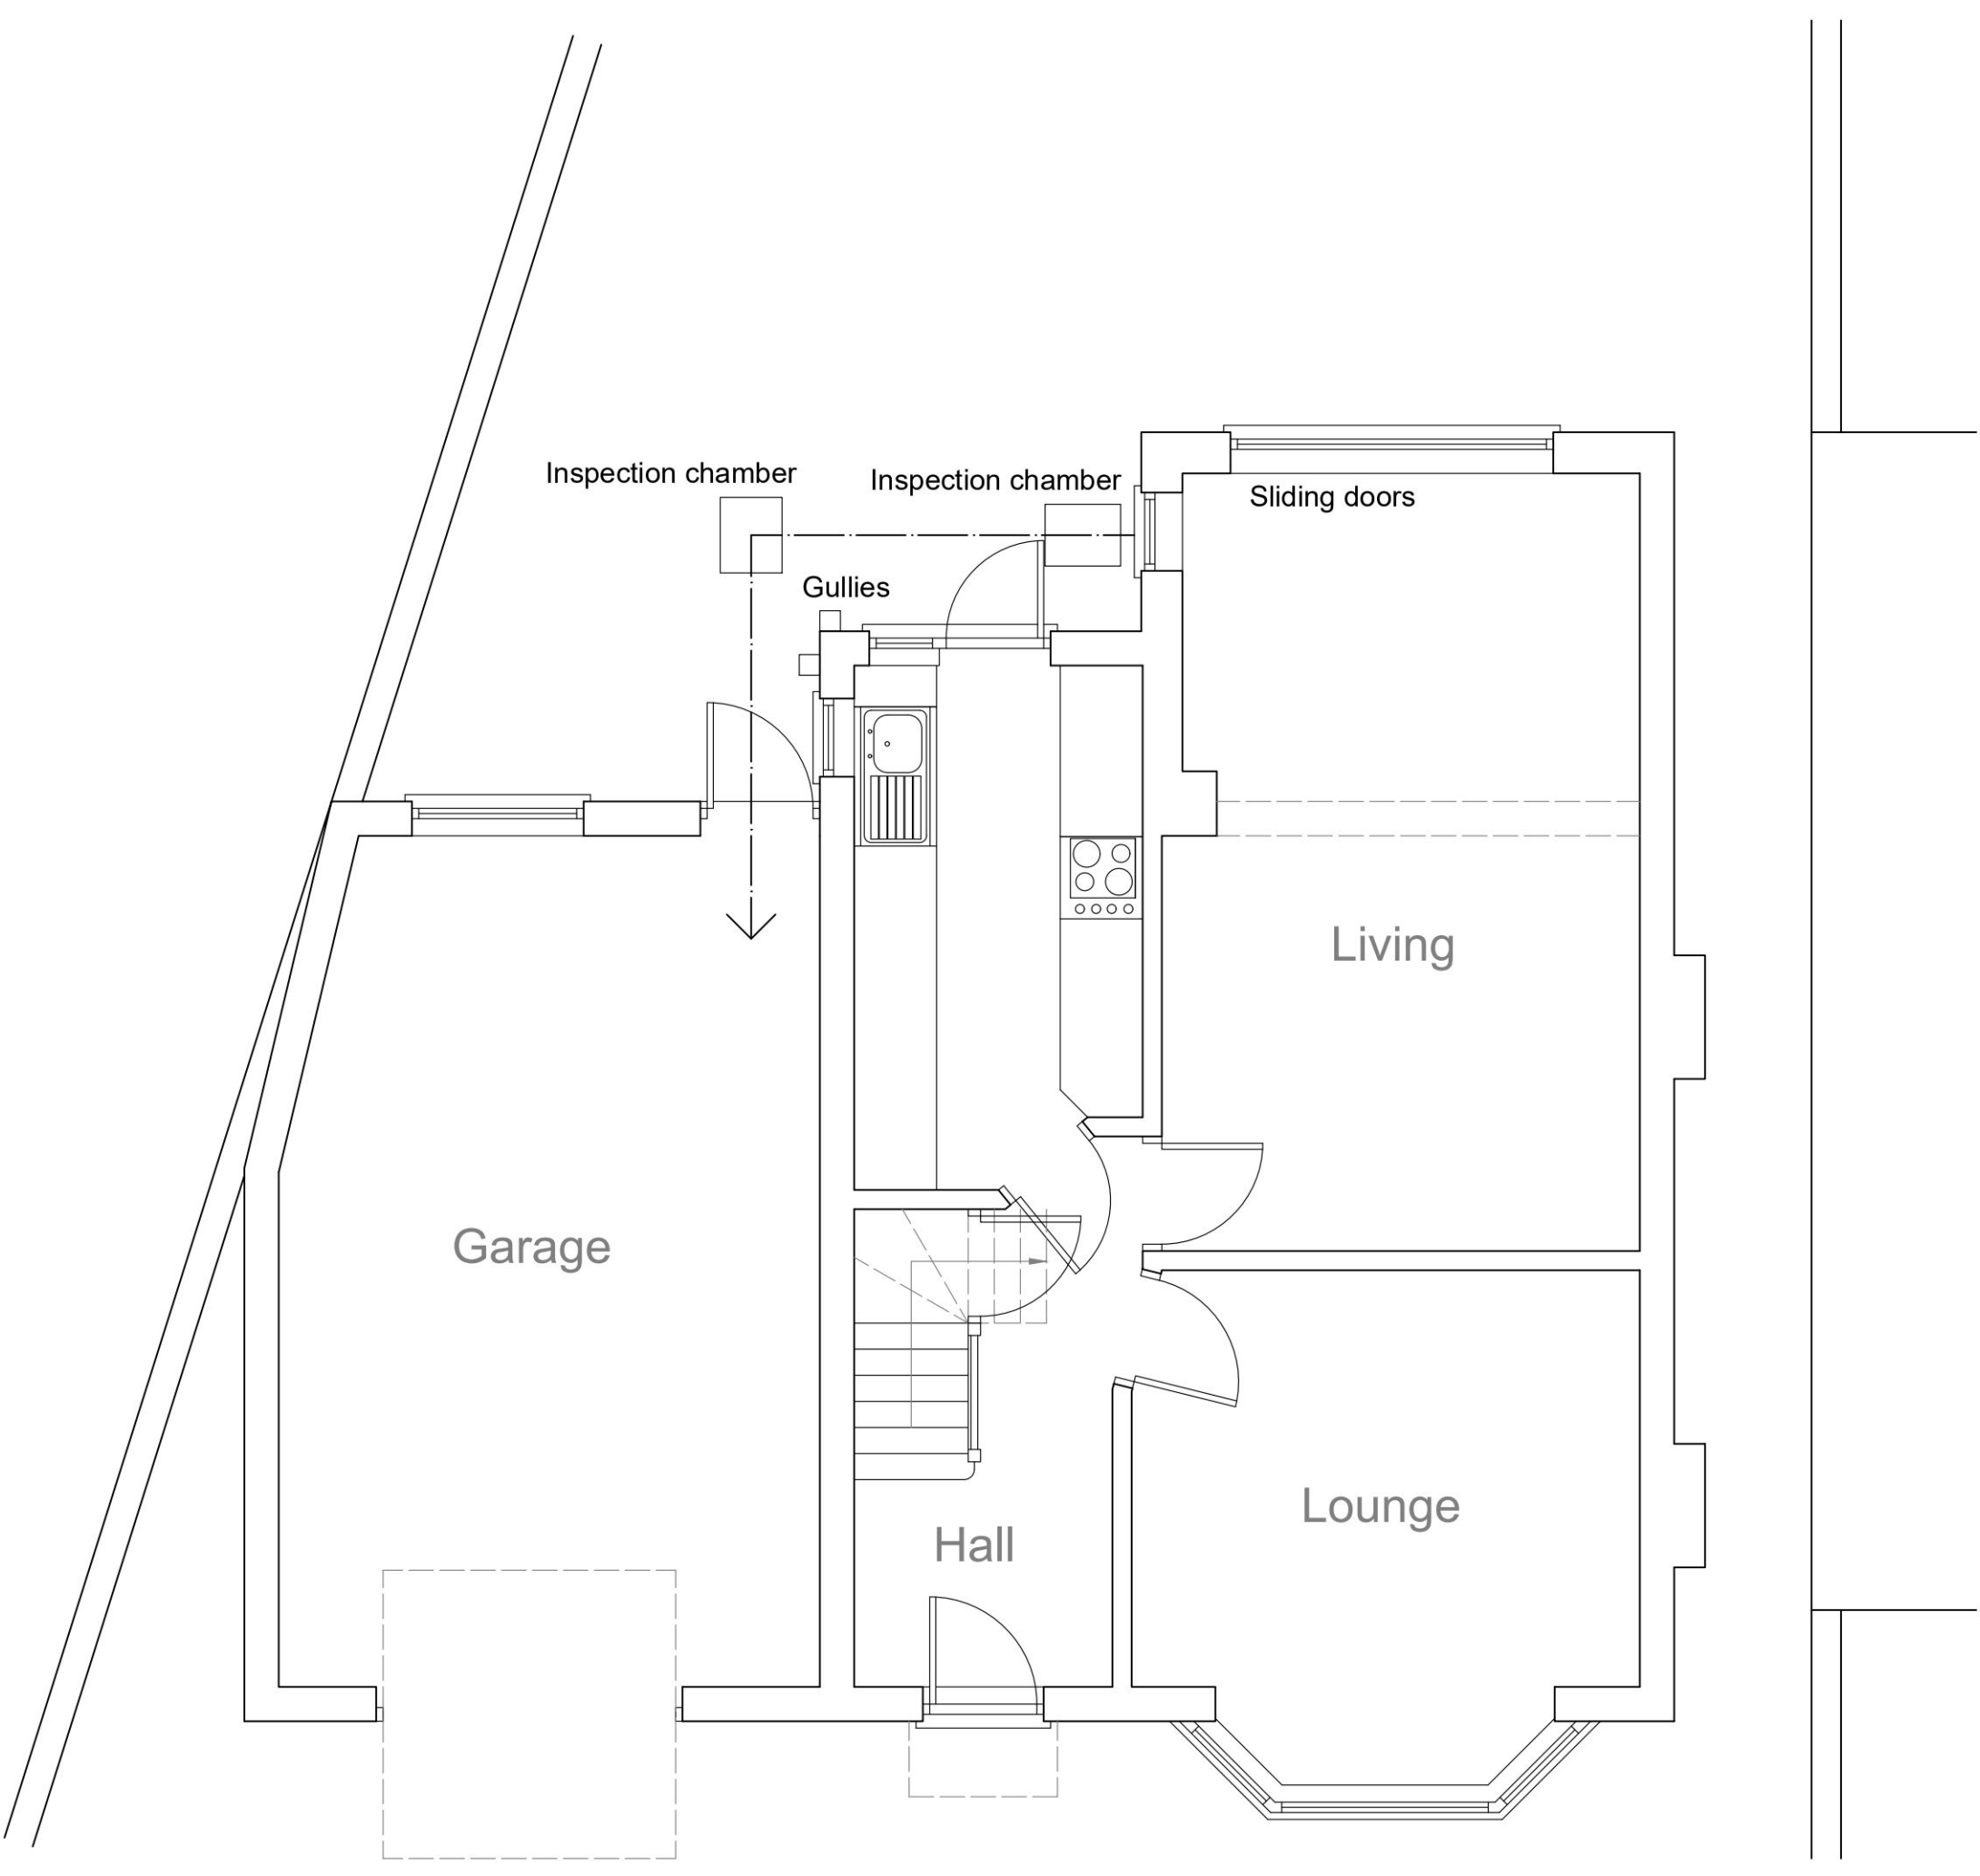 Inspection chamber
Inspection chamber
Sliding doors
Gullies
Living
Garage
Lounge
Hall